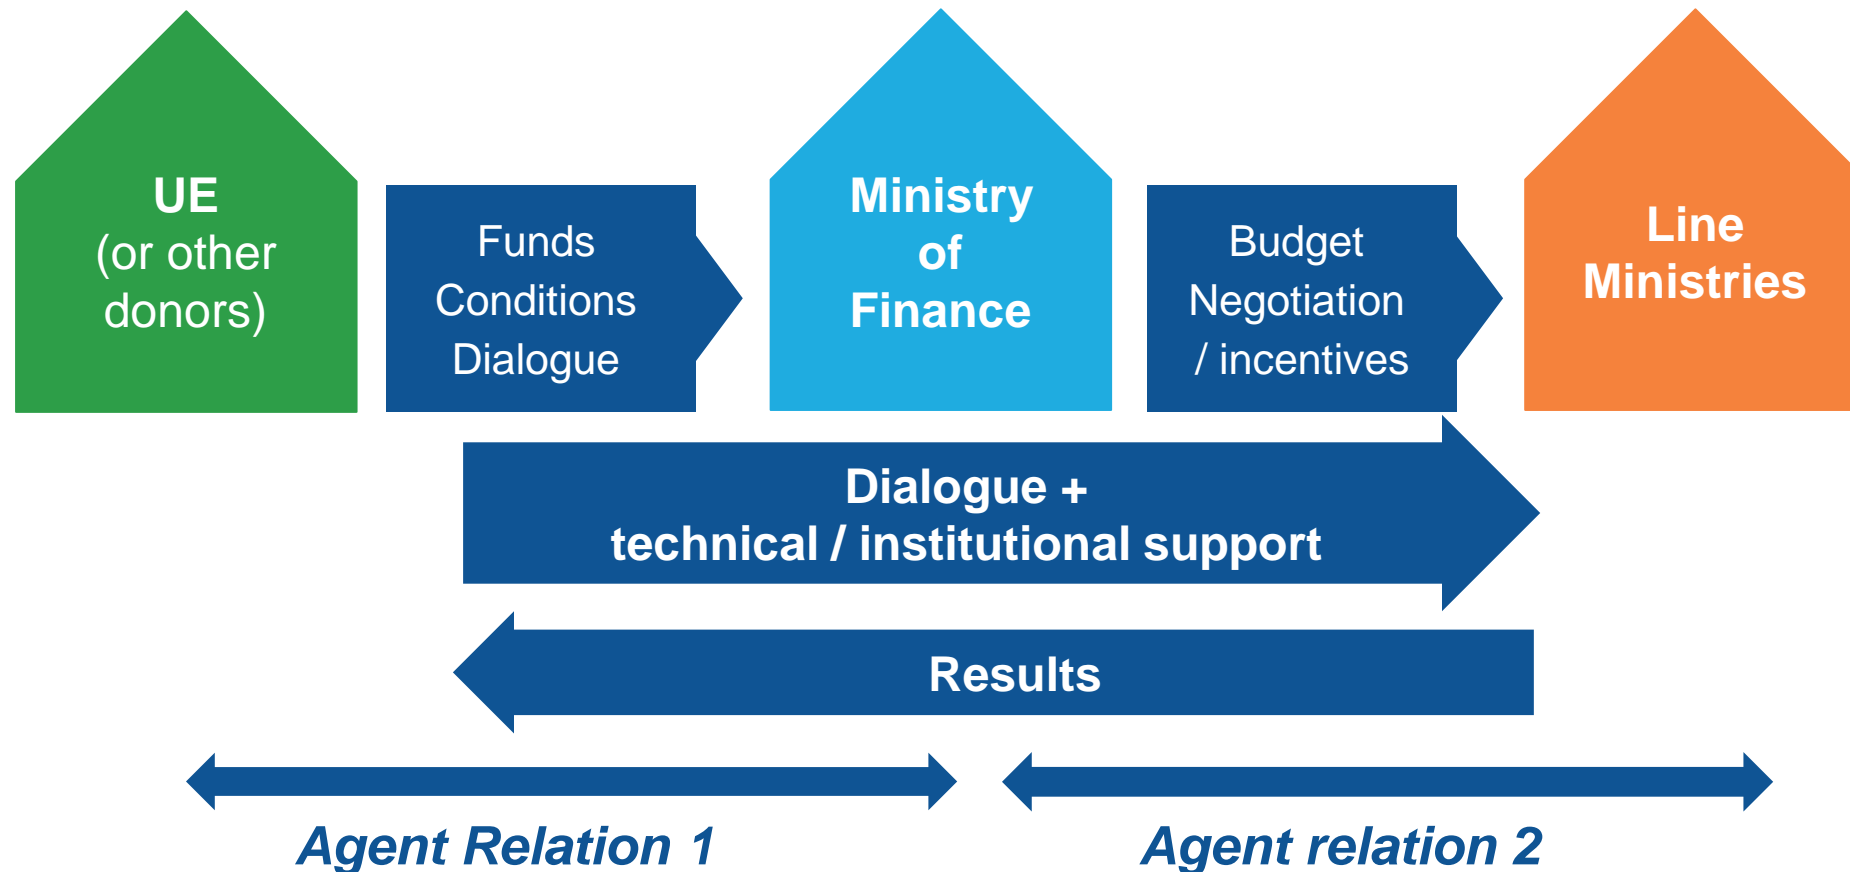 UE
(or other
donors)
Funds
Conditions
Dialogue
Ministry
of
Finance
Budget
Negotiation
/ incentives
Line
Ministries
Dialogue +
technical / institutional support
Results
Agent Relation 1
Agent relation 2